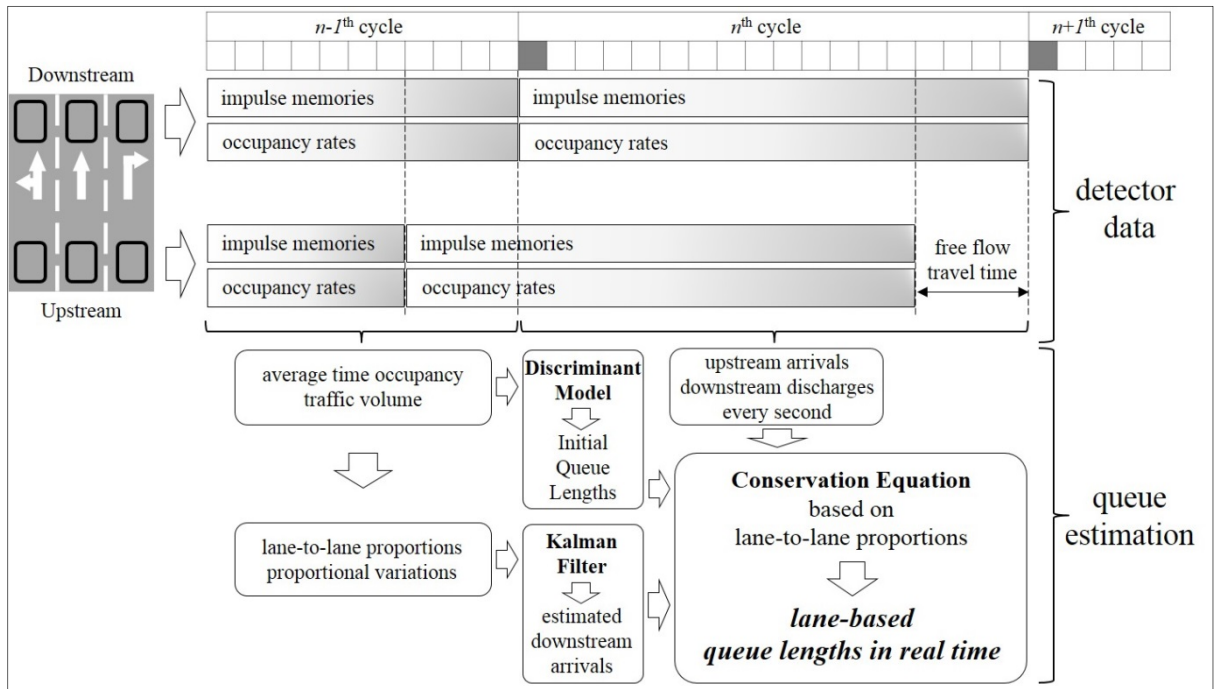 n-1th cycle
nth cycle
n+1th cycle
Downstream
impulse memories
impulse memories
occupancy rates
occupancy rates
detector
data
impulse memories
impulse memories
free flow
travel time
occupancy rates
occupancy rates
Upstream
average time occupancy
traffic volume
Discriminant
Model
Initial
Queue
Lengths
upstream arrivals
downstream discharges
every second
lane-to-lane proportions
proportional variations
Kalman
Filter
estimated
downstream
arrivals
Conservation Equation
based on
lane-to-lane proportions
lane-based
queue lengths in real time
queue
estimation